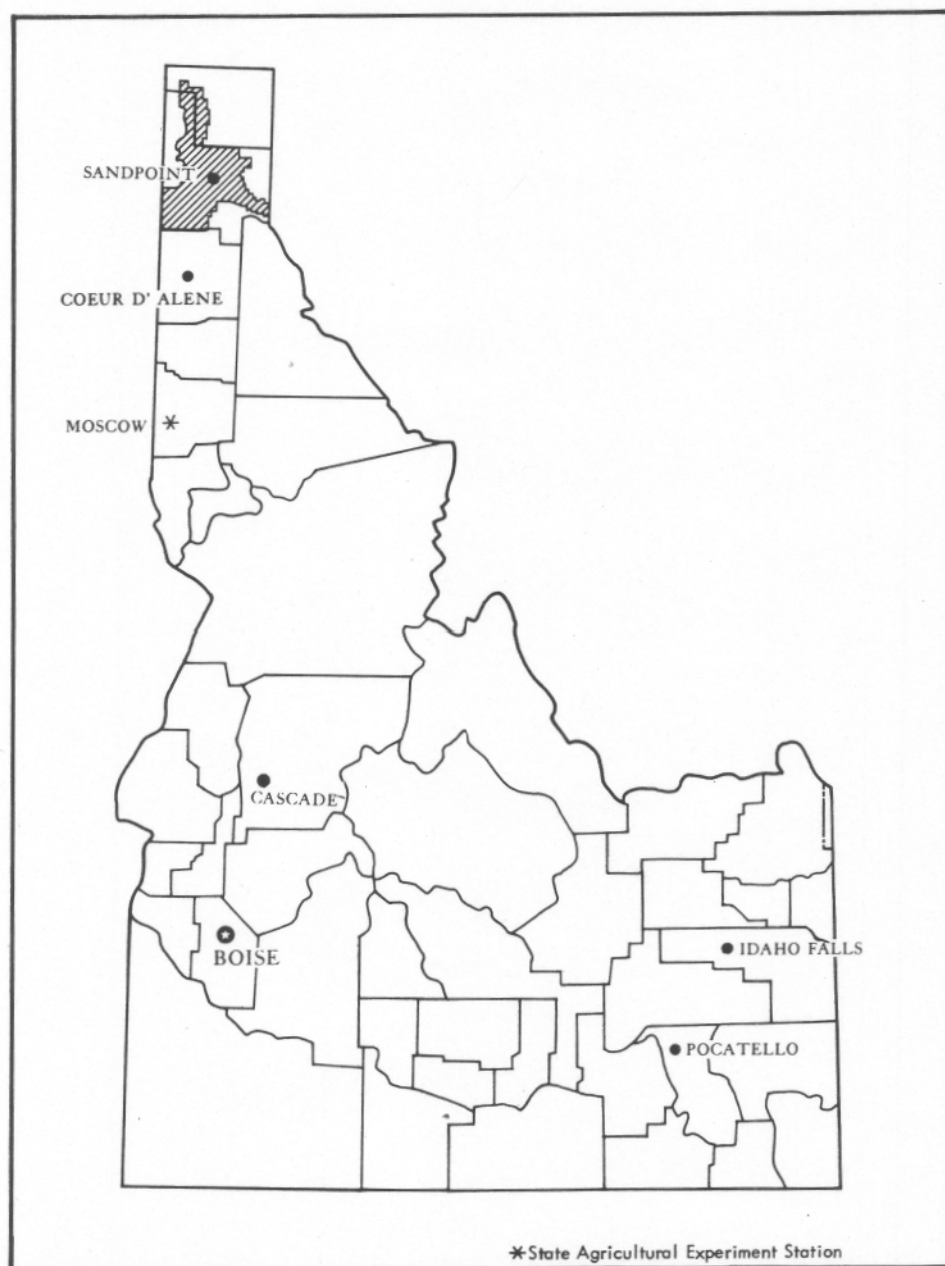 SANDPOINT
COEUR D' ALENE
MOSCOW *
CASCADE
BOISE
IDAHO FALLS
POCATELLO
*State Agricultural Experiment Station